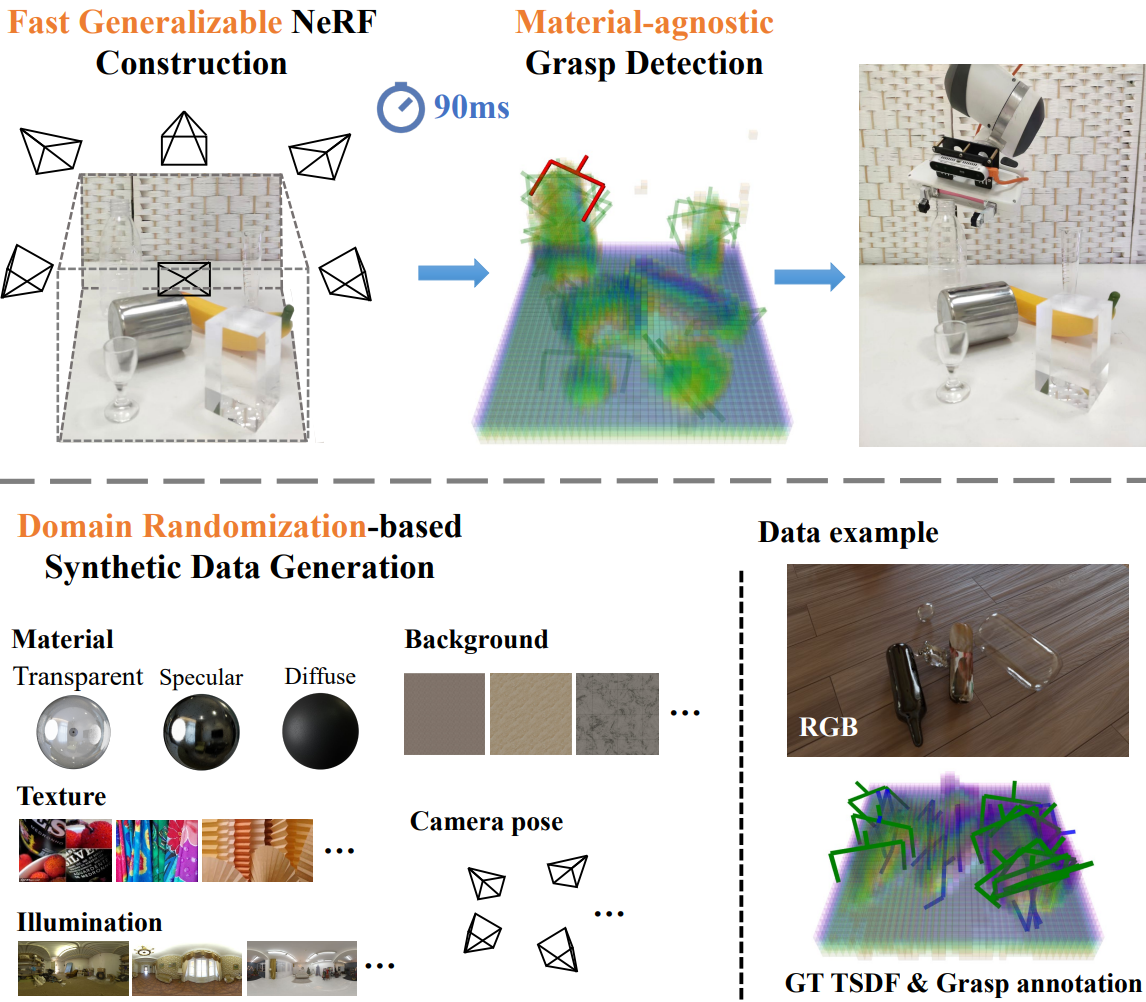 Fast Generalizable NeRF
Construction
Material-agnostic
Grasp Detection
90ms
Domain Randomization-based
Synthetic Data Generation
Material
Transparent
Specular
Diffuse
Background
...
Texture
...
Camera pose
...
Illumination
...
Data example
RGB
GT TSDF & Grasp annotation